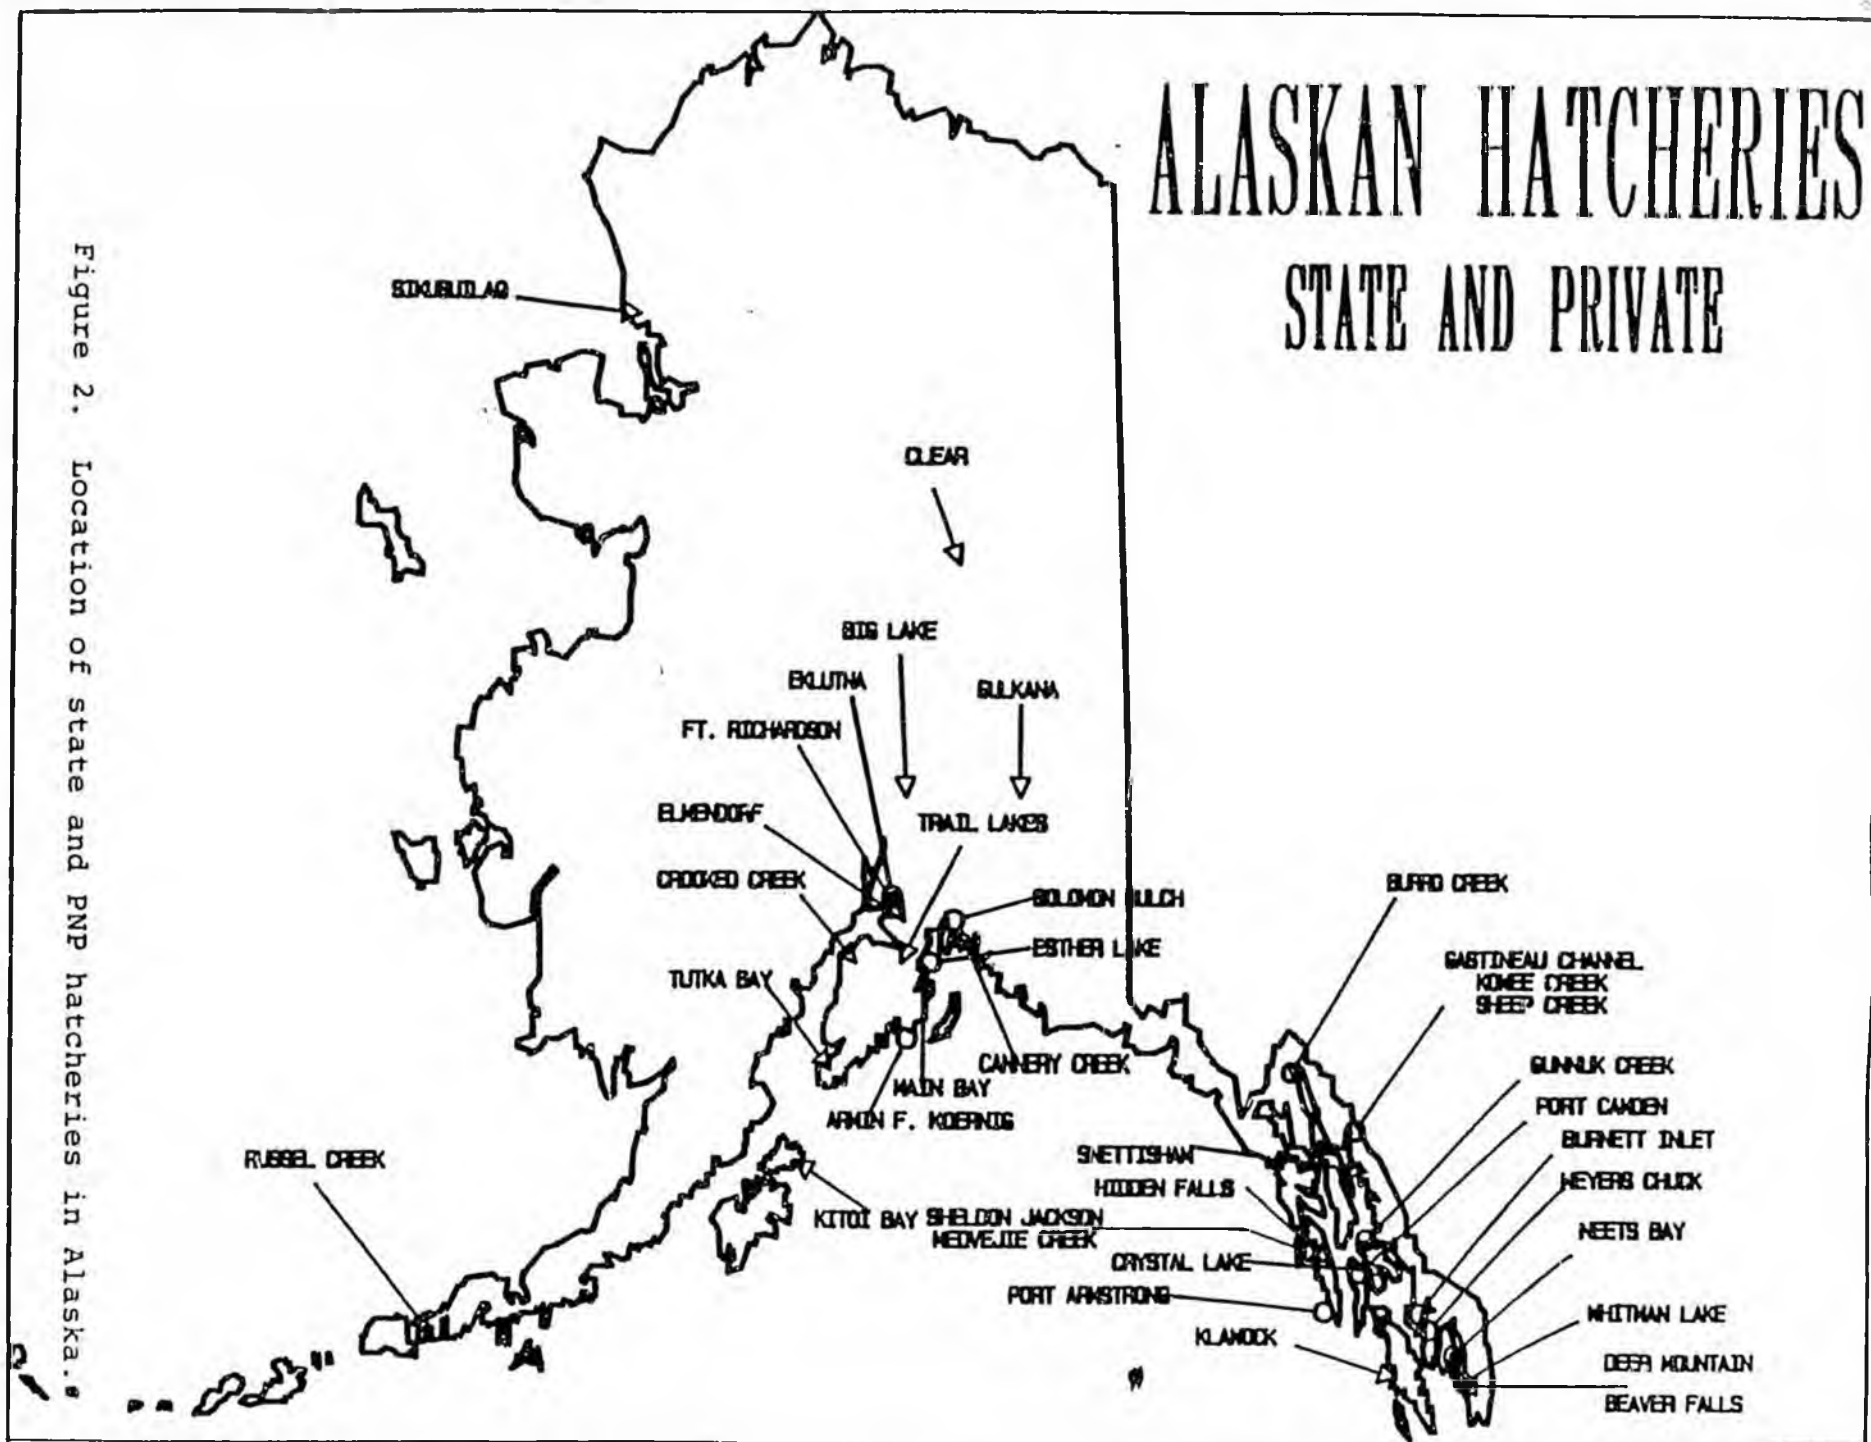 ALASKAN HATCHERIES
STATE AND PRIVATE
SIKUSUILAQ
CLEAR
BIG LAKE
EKLUTNA
GULKANA
FT. RICHARDSON
ELMENDORF
TRAIL LAKES
CROOKED CREEK
SOLOMON GULCH
BURRO CREEK
ESTHER LAKE
TUTKA BAY
GASTINEAU CHANNEL
KOWEE CREEK
SHEEP CREEK
CANNERY CREEK
MAIN BAY
ARMIN F. KOERNIG
GUNNUK CREEK
PORT CAMDEN
BURNETT INLET
RUSSEL CREEK
SNETTISHAM
MEYERS CHUCK
HIDDEN FALLS
KITOI BAY
SHELDON JACKSON
MEDVEJIE CREEK
NEETS BAY
CRYSTAL LAKE
PORT ARMSTRONG
WHITMAN LAKE
KLAWOCK
DEER MOUNTAIN
BEAVER FALLS
Figure 2. Location of state and PNP hatcheries in Alaska.